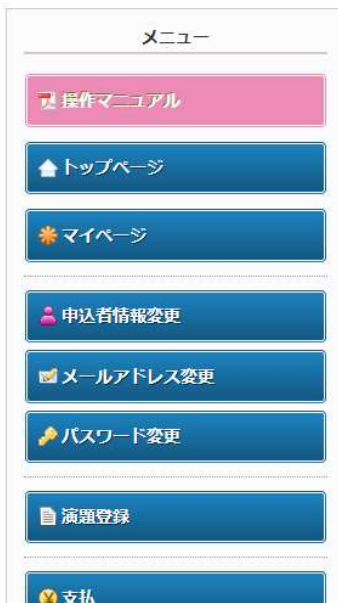 メニュー
操作マニュアル
トップページ
マイページ
申込者情報変更
メールアドレス変更
パスワード変更
演題登録
支払